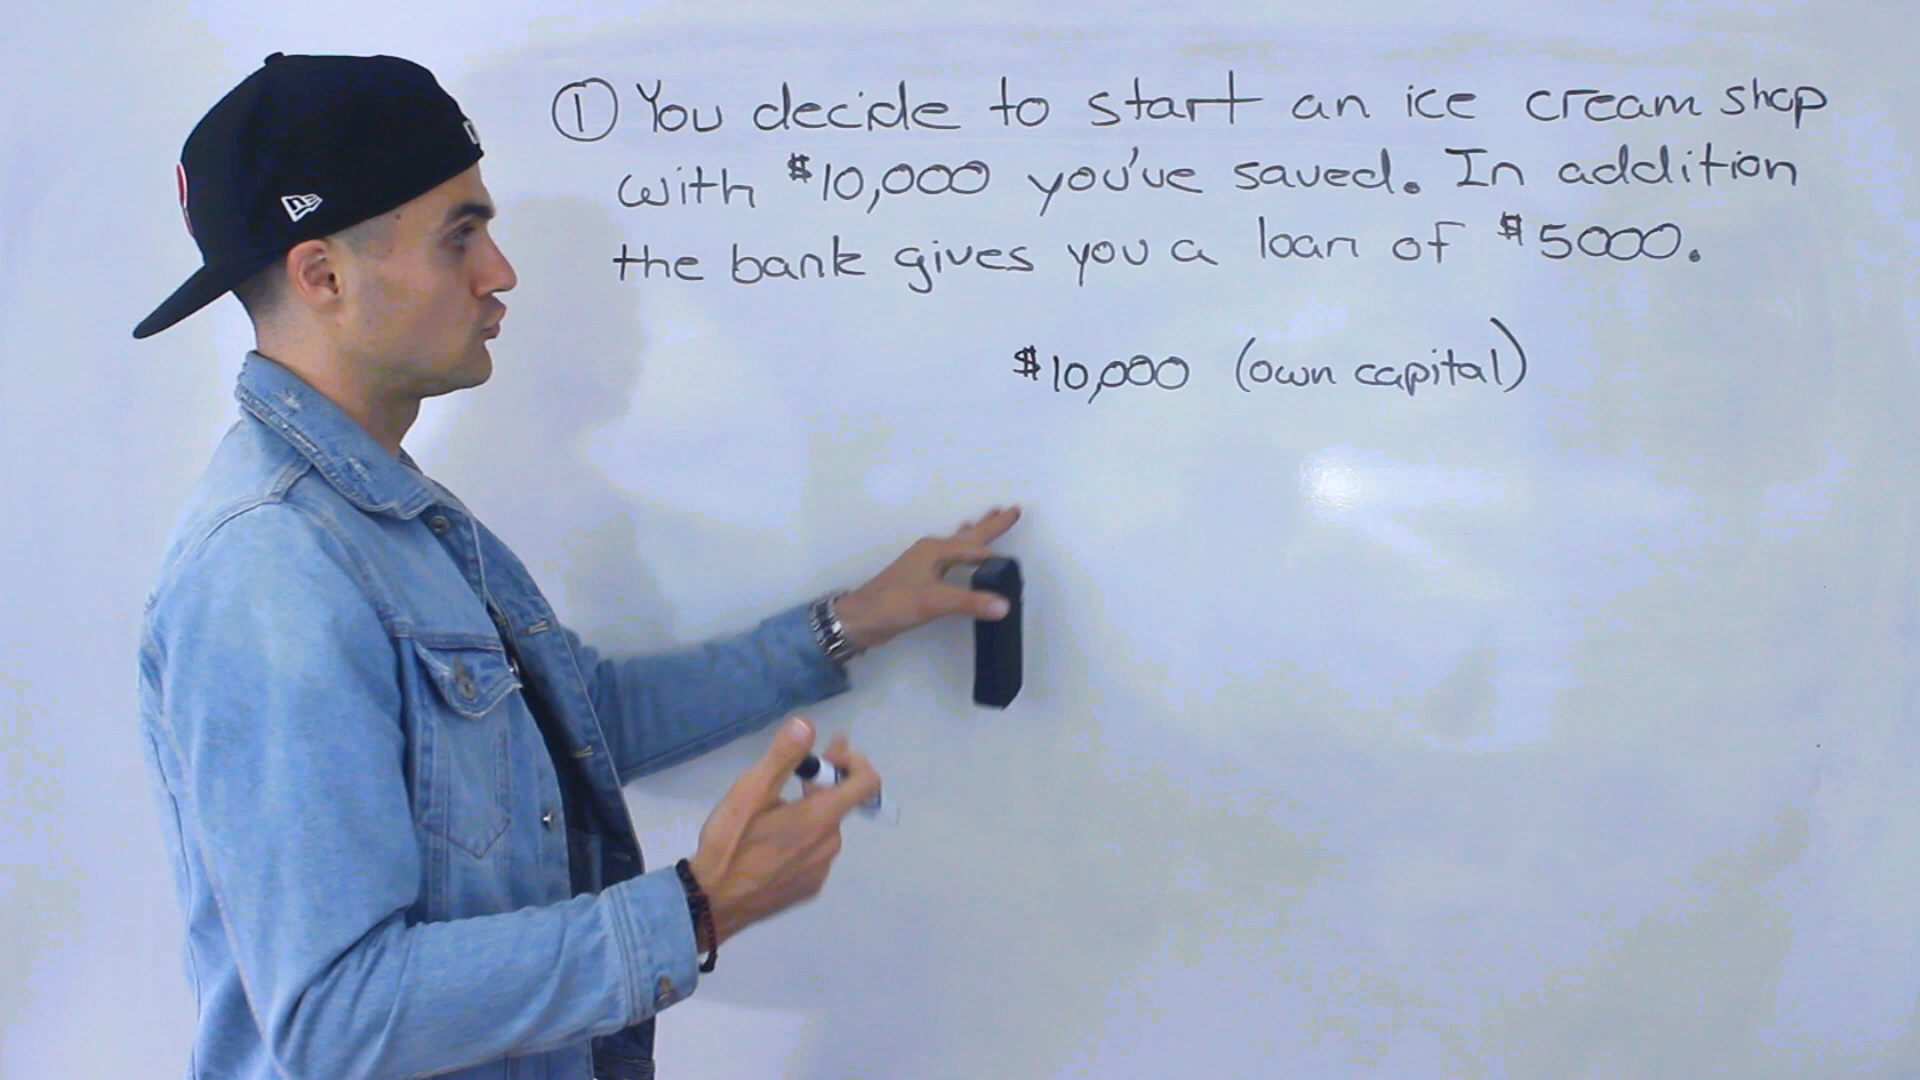 ① You decide to start an ice cream shop
with $10,000 you've saved. In addition
the bank gives you a loan of $5000.
$10,000 (own capital)